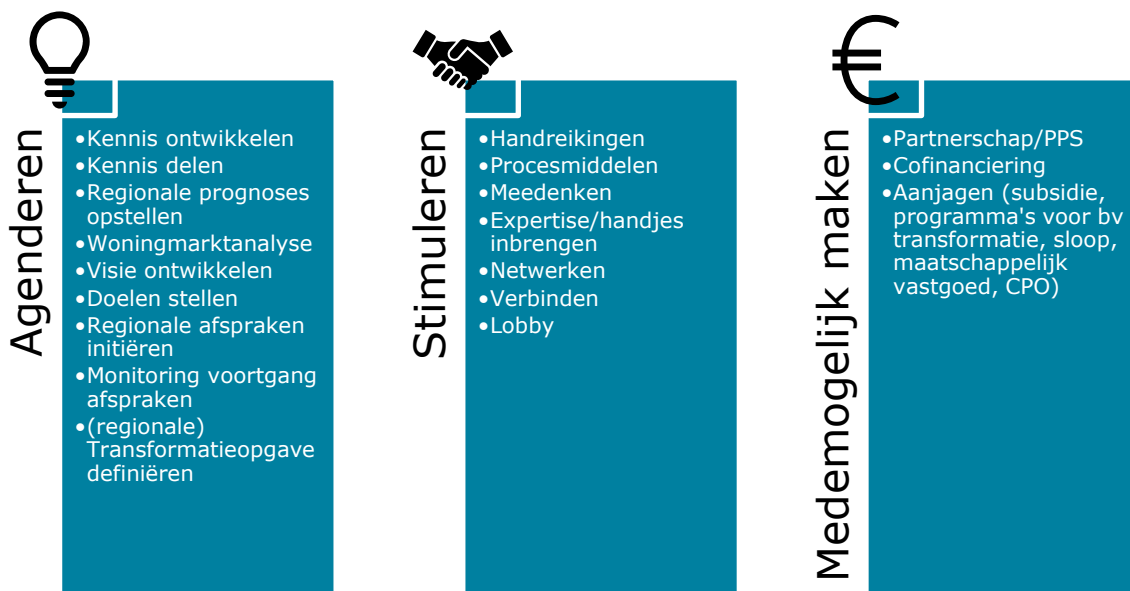 Agenderen
•Kennis ontwikkelen
•Kennis delen
•Regionale prognoses
opstellen
•Woningmarktanalyse
•Visie ontwikkelen
•Doelen stellen
•Regionale afspraken
initiëren
•Monitoring voortgang
afspraken
•(regionale)
Transformatieopgave
definiëren
Stimuleren
•Handreikingen
•Procesmiddelen
•Meedenken
•Expertise/handjes
inbrengen
•Netwerken
•Verbinden
•Lobby
€
Medemogelijk maken
•Partnerschap/PPS
•Cofinanciering
•Aanjagen (subsidie,
programma's voor bv
transformatie, sloop,
maatschappelijk
vastgoed, CPO)